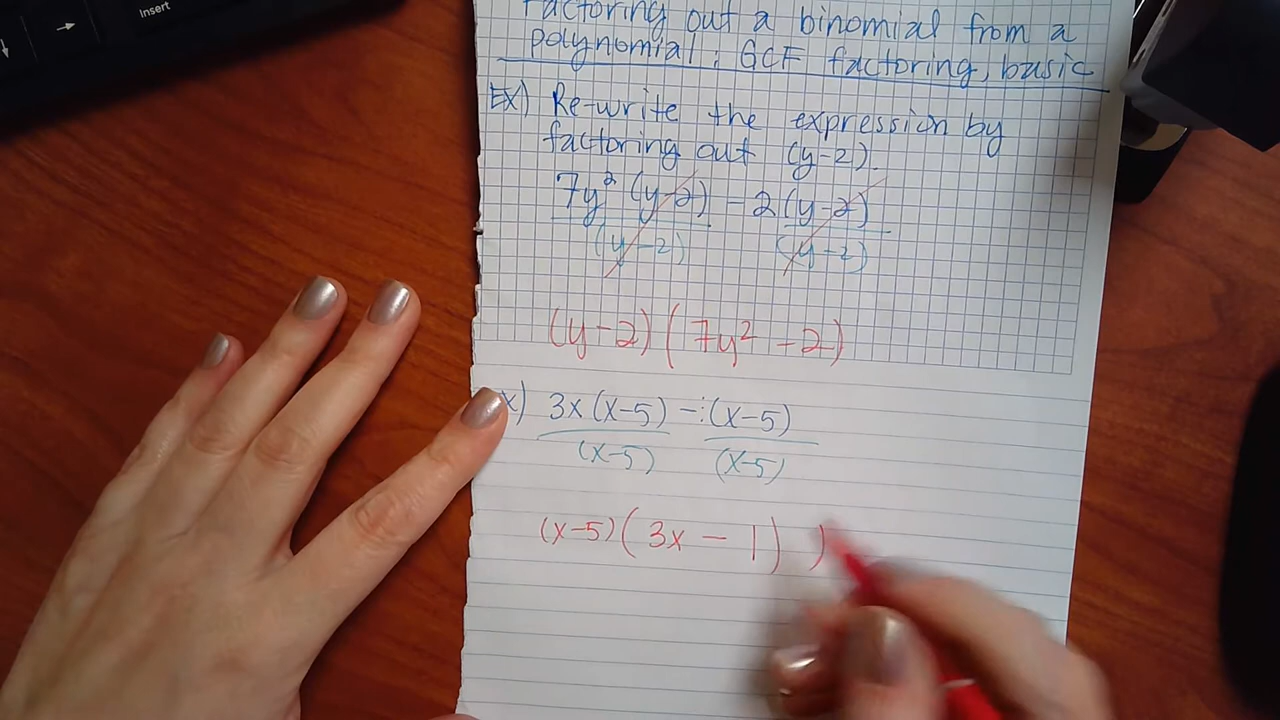 Insert
Factoring out a binomial from a
polynomial: GCF factoring, basic
Ex) Re-write the expression by
factoring out (y-2).
7y² (y-2) - 2(y-2)
(y-2) (y-2)
(y-2)(7y² -2)
x) 3x(x-5) -:(x-5)
(x-5) (x-5)
(x-5)(3x - 1) )